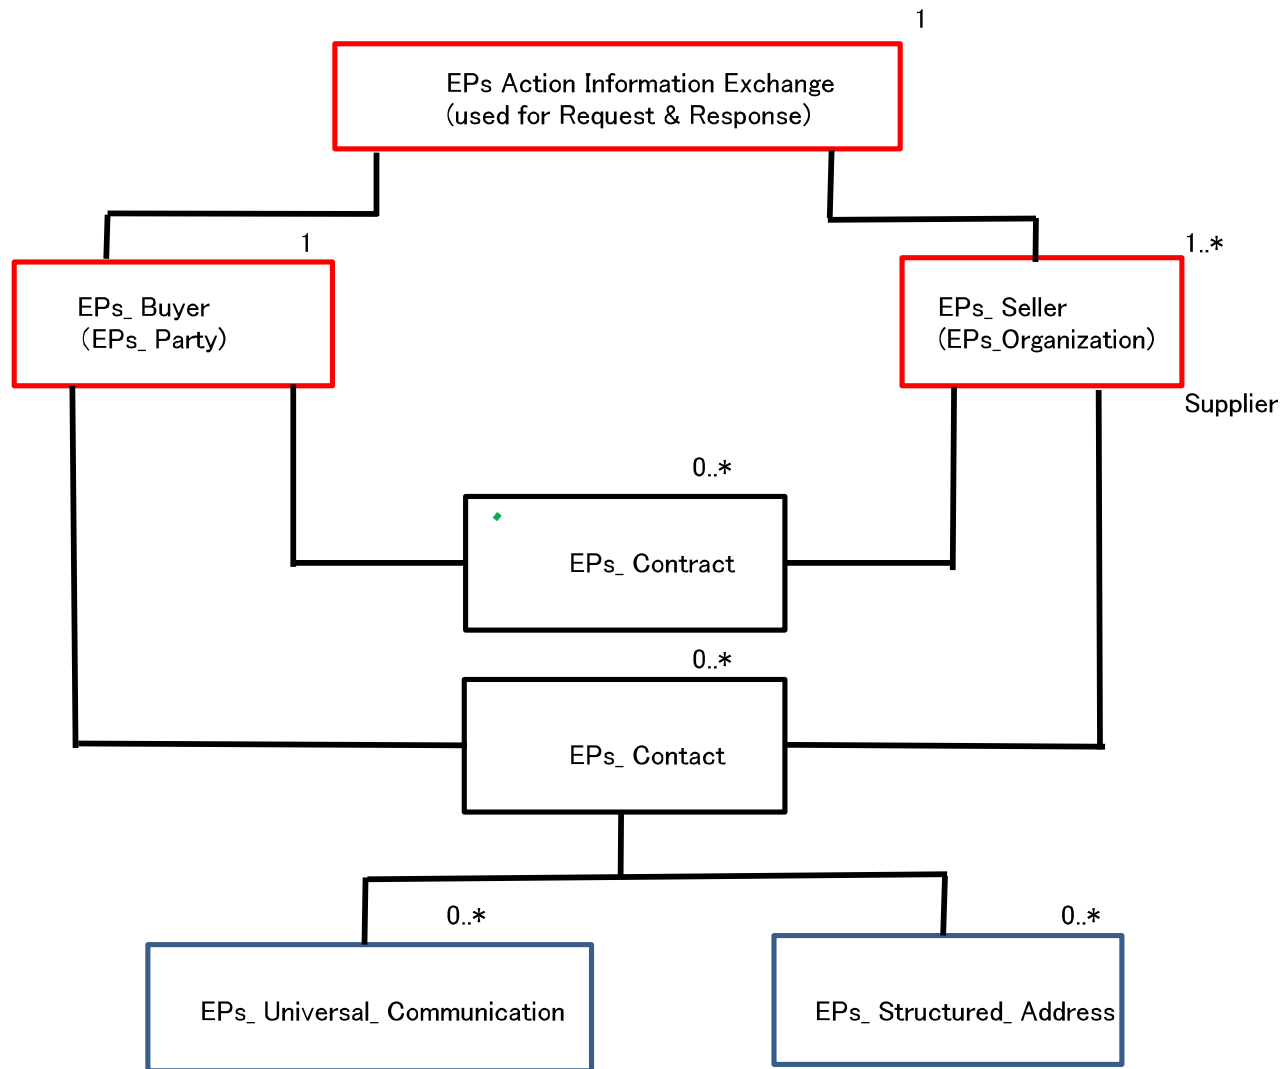 1
EPs Action Information Exchange
(used for Request & Response)
1
1..*
EPs_ Buyer
(EPs_ Party)
EPs_ Seller
(EPs_Organization)
Supplier
0..*
EPs_ Contract
0..*
EPs_ Contact
0..*
0..*
EPs_ Universal_ Communication
EPs_ Structured_ Address